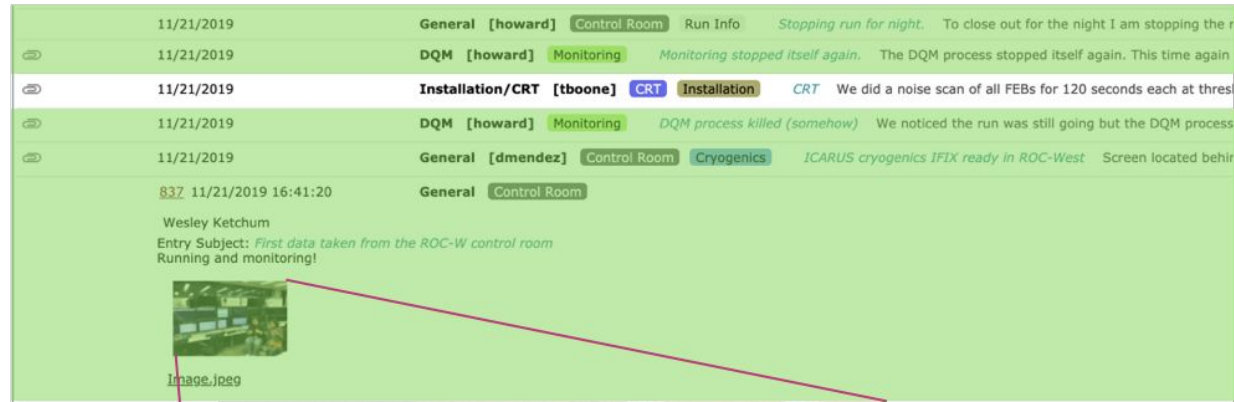 11/21/2019 General [howard] Control Room Run Info Stopping run for night. To close out for the night I am stopping the
11/21/2019 DQM [howard] Monitoring Monitoring stopped itself again. The DQM process stopped itself again. This time again
11/21/2019 Installation/CRT [tboone] CRT Installation CRT We did a noise scan of all FEBs for 120 seconds each at
11/21/2019 DQM [howard] Monitoring DQM process killed (somehow) We noticed the run was still going but the DQM process
11/21/2019 General [dmendez] Control Room Cryogenics ICARUS cryogenics IFIX ready in ROC-West Screen located
837 11/21/2019 16:41:20 General Control Room
Wesley Ketchum
Entry Subject: First data taken from the ROC-W control room
Running and monitoring!
Image.jpeg